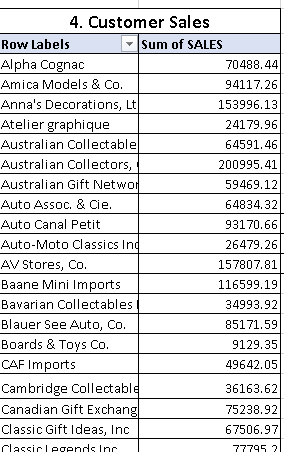 4. Customer Sales
Row Labels Sum of SALES
Alpha Cognac 70488.44
Amica Models & Co. 94117.26
Anna's Decorations, Lt 153996.13
Atelier graphique 24179.96
Australian Collectable 64591.46
Australian Collectors, 200995.41
Australian Gift Networ 59469.12
Auto Assoc. & Cie. 64834.32
Auto Canal Petit 93170.66
Auto-Moto Classics Inc 26479.26
AV Stores, Co. 157807.81
Baane Mini Imports 116599.19
Bavarian Collectables 34993.92
Blauer See Auto, Co. 85171.59
Boards & Toys Co. 9129.35
CAF Imports 49642.05
Cambridge Collectable 36163.62
Canadian Gift Exchang 75238.92
Classic Gift Ideas, Inc 67506.97
Classic Legends Inc 77795.2